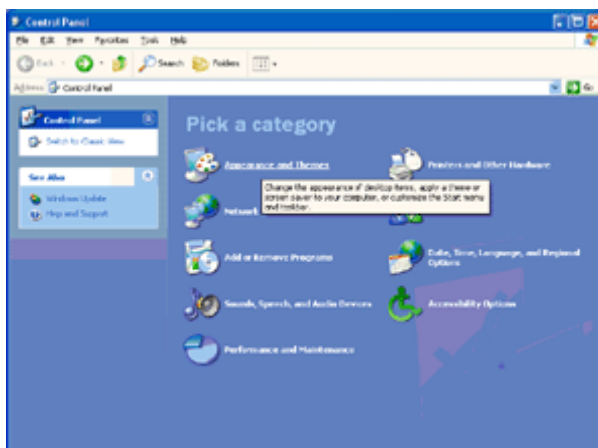 Control Panel
File Edit View Favorites Tools Help
Back Search Folders
Address Control Panel Go
Control Panel
Switch to Classic View
See Also
Windows Update
Help and Support
Pick a category
Appearance and Themes
Printers and Other Hardware
Change the appearance of desktop items, apply a theme or
screen saver to your computer, or customize the Start menu
and taskbar.
Network
Add or Remove Programs
Date, Time, Language, and Regional
Options
Sounds, Speech, and Audio Devices
Accessibility Options
Performance and Maintenance